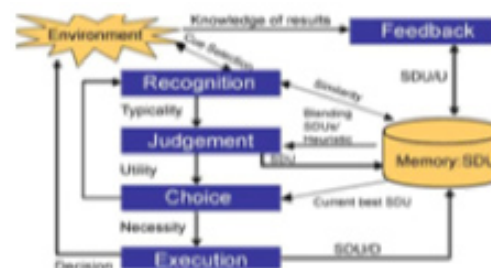 Knowledge of results
Environment
Feedback
Cue Selection
Recognition
Similarity
SDU/U
Typicality
Blending
SDUs/
Heuristic
Judgement
SDU
Memory:SDU
Utility
Choice
Current best SDU
Necessity
Execution
SDU/D
Decision